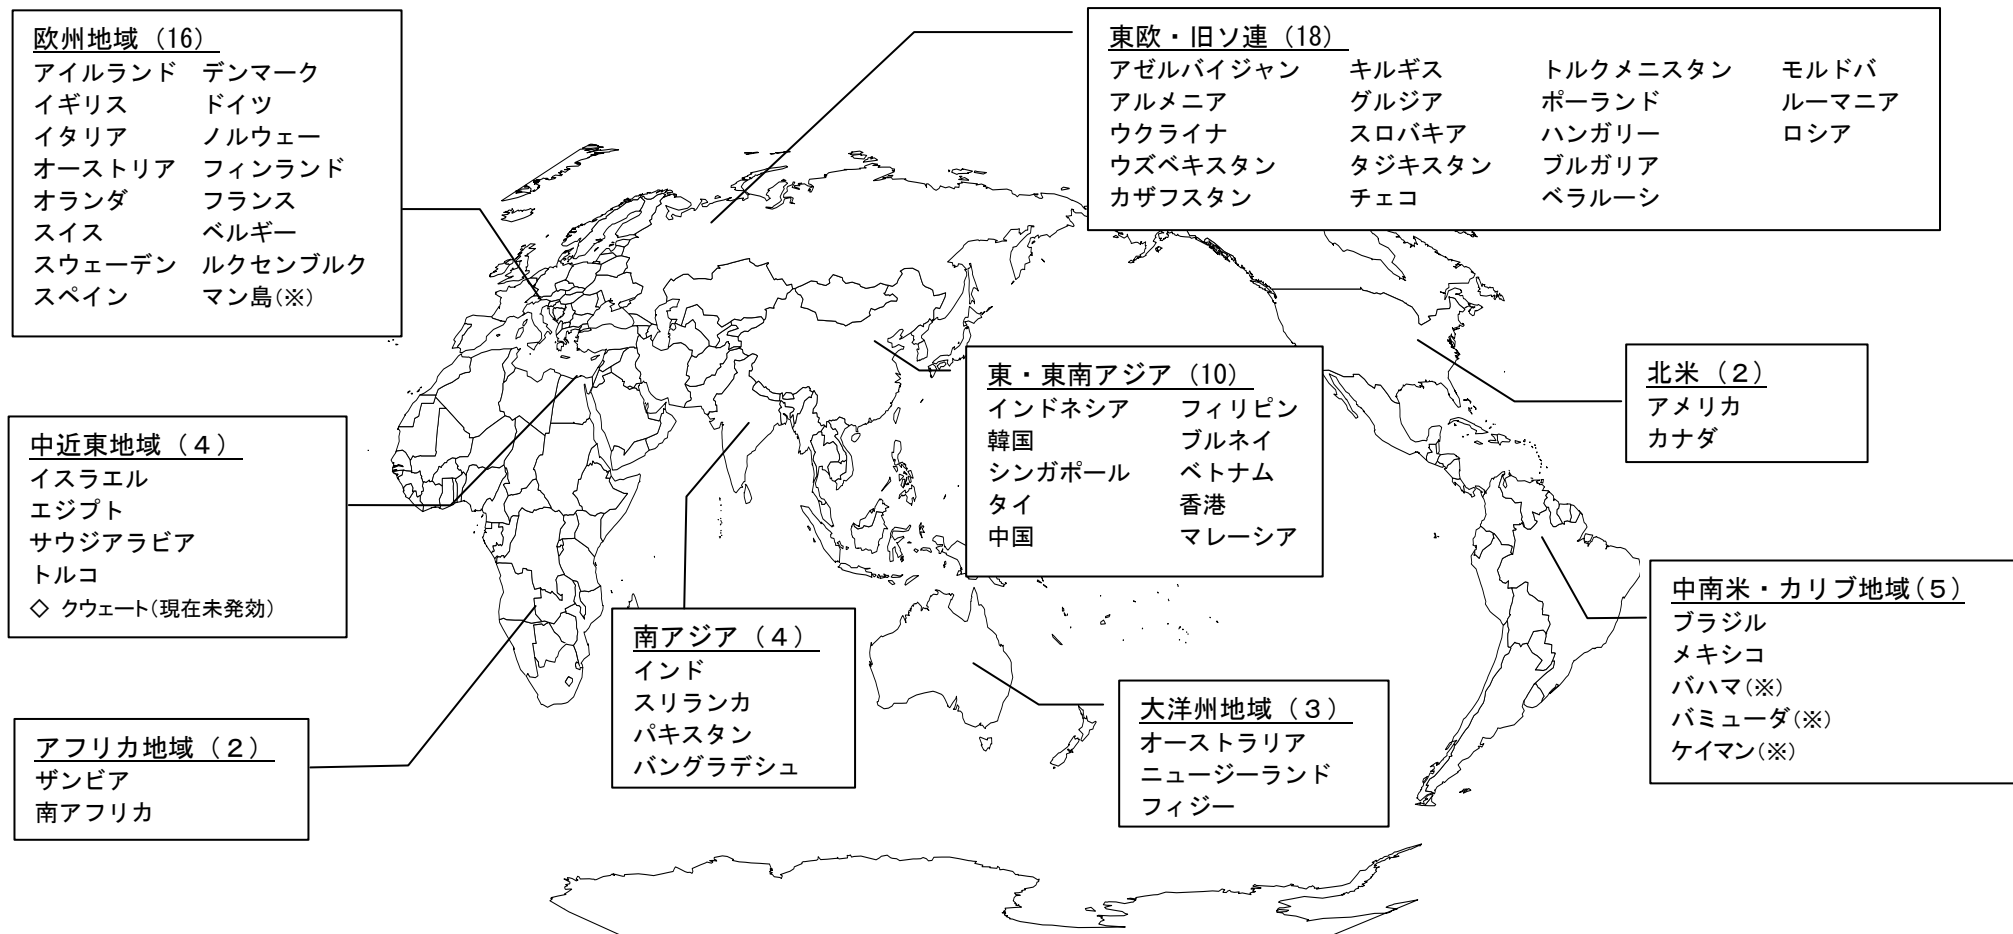 欧州地域（16）
アイルランド デンマーク
イギリス ドイツ
イタリア ノルウェー
オーストリア フィンランド
オランダ フランス
スイス ベルギー
スウェーデン ルクセンブルク
スペイン マン島(※)
東欧・旧ソ連（18）
アゼルバイジャン キルギス トルクメニスタン モルドバ
アルメニア グルジア ポーランド ルーマニア
ウクライナ スロバキア ハンガリー ロシア
ウズベキスタン タジキスタン ブルガリア
カザフスタン チェコ ベラルーシ
東・東南アジア（10）
インドネシア フィリピン
韓国 ブルネイ
シンガポール ベトナム
タイ 香港
中国 マレーシア
北米（２）
アメリカ
カナダ
中近東地域（４）
イスラエル
エジプト
サウジアラビア
トルコ
◇ クウェート(現在未発効)
南アジア（４）
インド
スリランカ
パキスタン
バングラデシュ
中南米・カリブ地域(５)
ブラジル
メキシコ
バハマ(※)
バミューダ(※)
ケイマン(※)
大洋州地域（３）
オーストラリア
ニュージーランド
フィジー
アフリカ地域（２）
ザンビア
南アフリカ